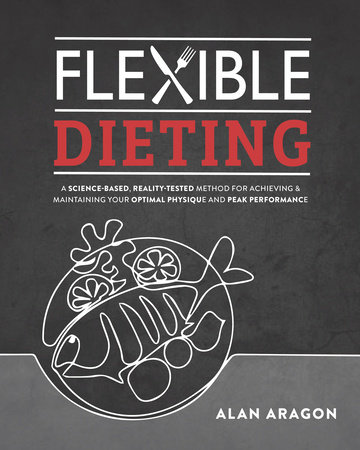 FLEXIBLE
DIETING
A SCIENCE-BASED, REALITY-TESTED METHOD FOR ACHIEVING &
MAINTAINING YOUR OPTIMAL PHYSIQUE AND PEAK PERFORMANCE
ALAN ARAGON